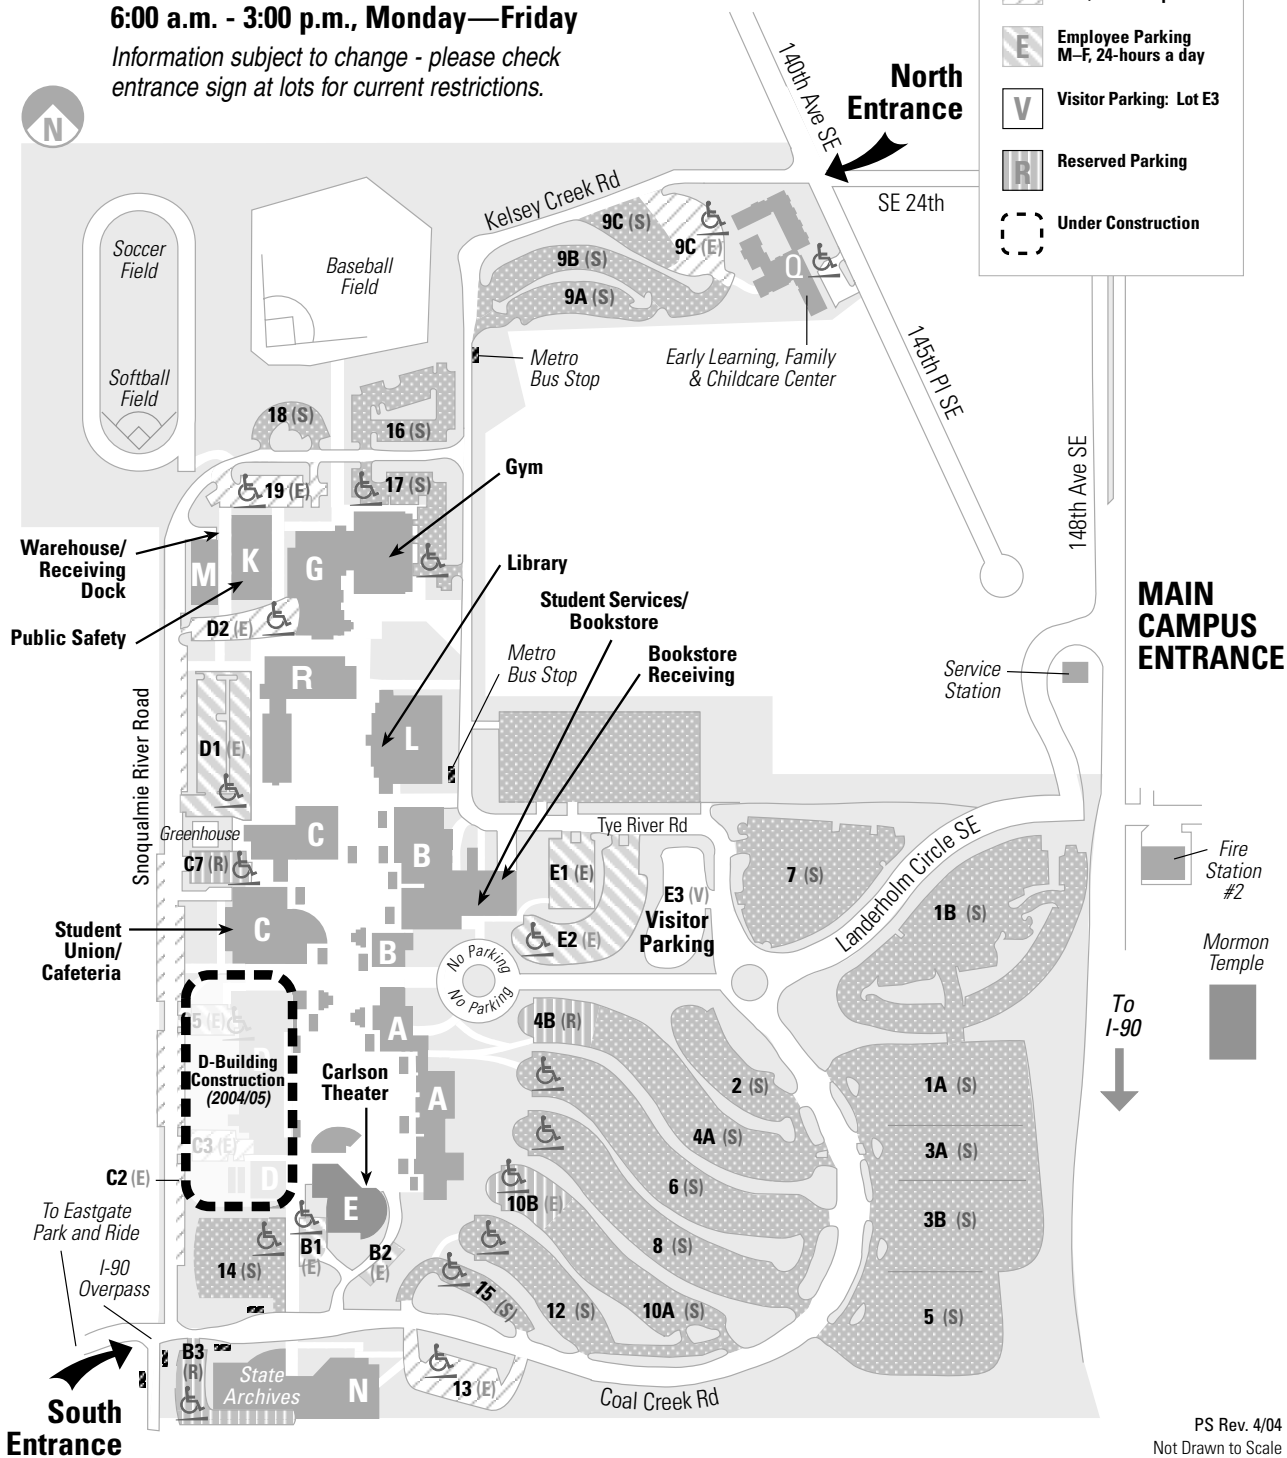 6:00 a.m. - 3:00 p.m., Monday—Friday
Information subject to change - please check
entrance sign at lots for current restrictions.
N
Employee Parking
M–F, 24-hours a day
E
Visitor Parking: Lot E3
V
Reserved Parking
R
Under Construction
North
Entrance
140th Ave SE
SE 24th
Kelsey Creek Rd
9C (S)
9C (E)
9B (S)
9A (S)
Q
Early Learning, Family
& Childcare Center
145th Pl SE
148th Ave SE
Soccer
Field
Softball
Field
Baseball
Field
Metro
Bus Stop
18 (S)
16 (S)
19 (E)
17 (S)
Gym
Warehouse/
Receiving
Dock
Public Safety
M
K
G
D2 (E)
Library
Student Services/
Bookstore
Bookstore
Receiving
Metro
Bus Stop
R
L
D1 (E)
Snoqualmie River Road
Greenhouse
C7 (R)
C
B
Service
Station
MAIN
CAMPUS
ENTRANCE
Tye River Rd
E1 (E)
E2 (E)
E3 (V)
Visitor
Parking
7 (S)
Landerholm Circle SE
1B (S)
Fire
Station
#2
Mormon
Temple
To
I-90
Student
Union/
Cafeteria
C
B
No Parking
No Parking
A
A
5 (E)
D-Building
Construction
(2004/05)
C3 (E)
D
Carlson
Theater
E
C2 (E)
4B (R)
2 (S)
4A (S)
6 (S)
8 (S)
10B (E)
10A (S)
12 (S)
15 (S)
1A (S)
3A (S)
3B (S)
5 (S)
To Eastgate
Park and Ride
I-90
Overpass
14 (S)
B1
(E)
B2
(E)
B3
(R)
State
Archives
N
13 (E)
Coal Creek Rd
South
Entrance
PS Rev. 4/04
Not Drawn to Scale